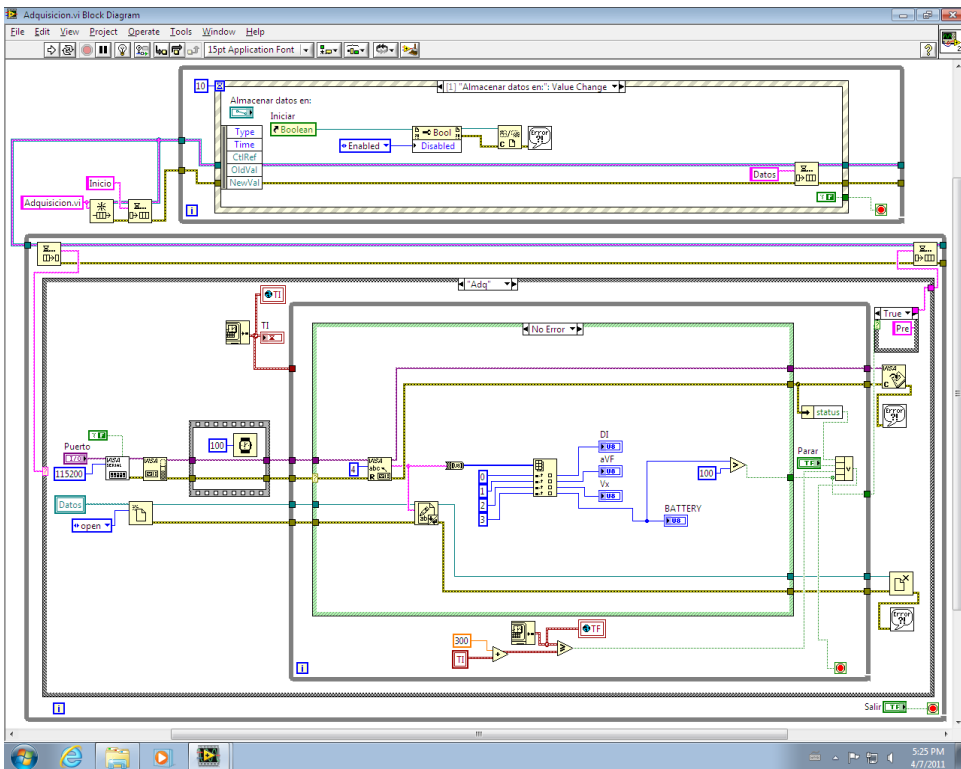 Adquisicion.vi Block Diagram
File Edit View Project Operate Tools Window Help
15pt Application Font
10
[1] "Almacenar datos en:": Value Change
Almacenar datos en:
Iniciar
Type
Boolean
Bool
Time
Enabled
Disabled
CtlRef
OldVal
NewVal
Datos
Inicio
Adquisicion.vi
i
"Adq"
TI
True
TI
Pre
No Error
status
Puerto
I/O
100
115200
4
DI
U8
aVF
U8
Vx
U8
0
1
2
3
100
Parar
TF
Datos
open
BATTERY
U8
TF
300
TI
i
i
Salir
TF
5:25 PM
4/7/2011